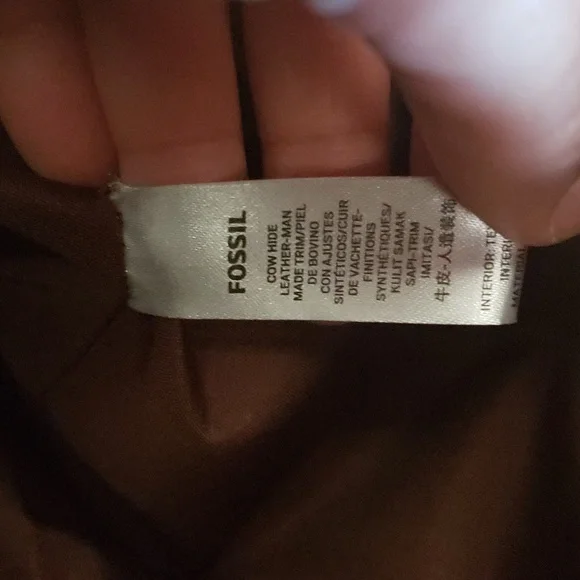 FOSSIL
COW HIDE
LEATHER-MAN
MADE TRIM/PIEL
DE BOVINO
CON AJUSTES
SINTÉTICOS/CUIR
DE VACHETTE-
FINITIONS
SYNTHÉTIQUES/
KULIT SAMAK
SAPI-TRIM
IMITASI/
牛皮-人造装饰
INTERIOR: